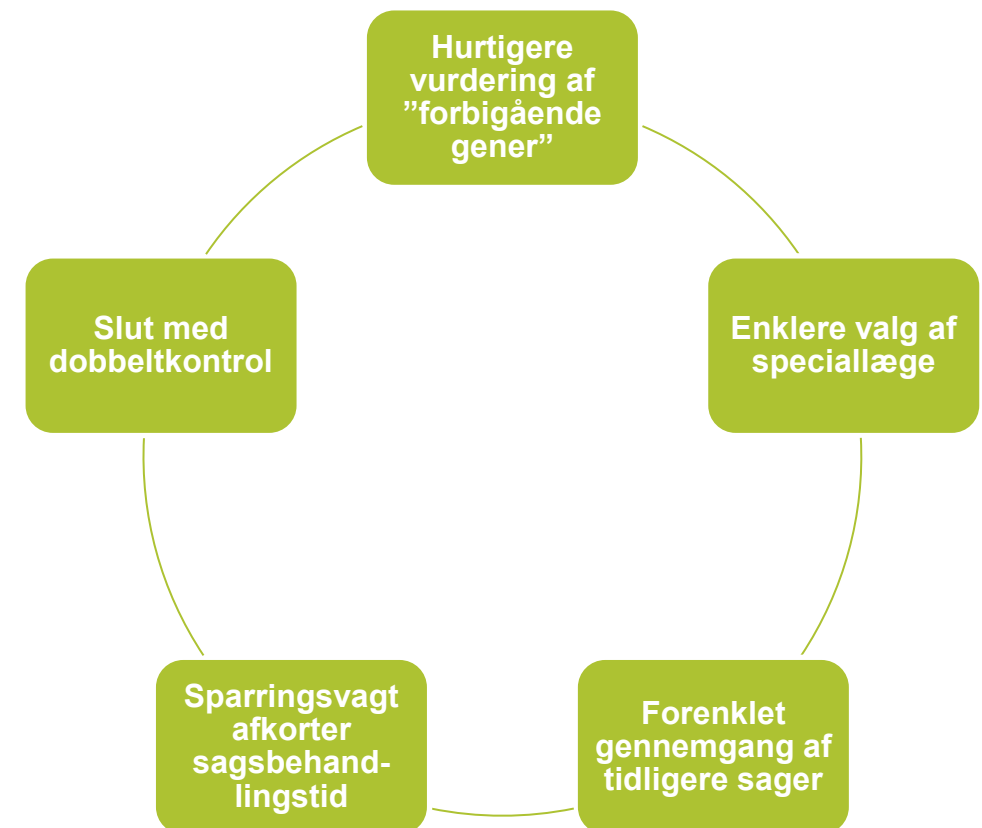 Hurtigere
vurdering af
”forbigående
gener”
Enklere valg af
speciallæge
Forenklet
gennemgang af
tidligere sager
Sparringsvagt
afkorter
sagsbehand-
lingstid
Slut med
dobbeltkontrol